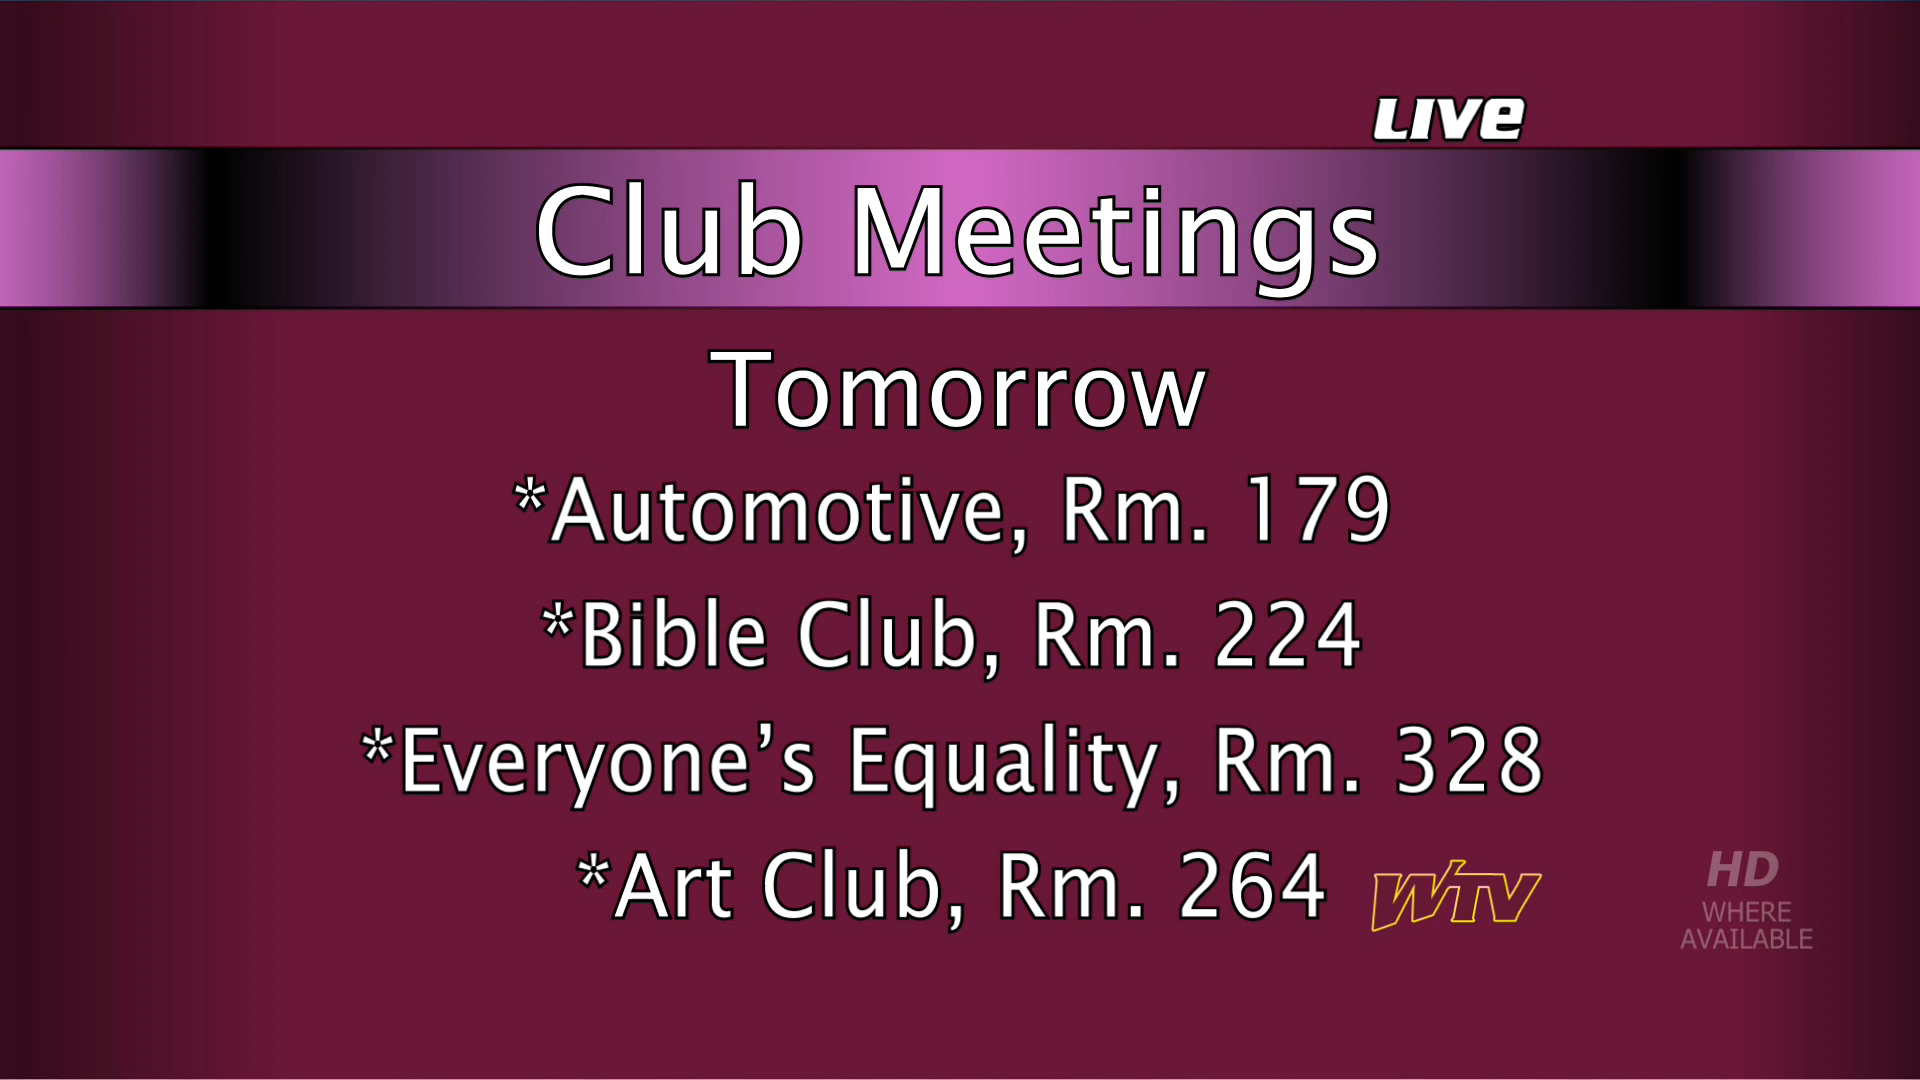 LIVE
Club Meetings
Tomorrow
*Automotive, Rm. 179
*Bible Club, Rm. 224
*Everyone’s Equality, Rm. 328
*Art Club, Rm. 264
WTV
HD
WHERE
AVAILABLE